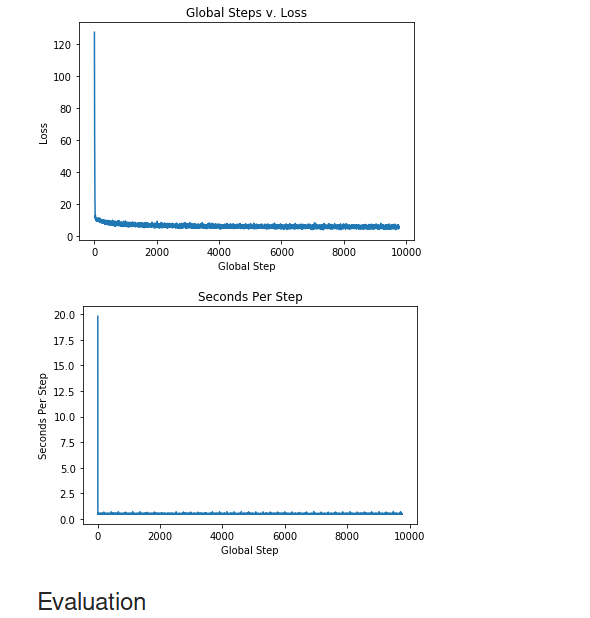 Global Steps v. Loss
120
100
80
60
40
20
0
Loss
0 2000 4000 6000 8000 10000
Global Step
Seconds Per Step
20.0
17.5
15.0
12.5
10.0
7.5
5.0
2.5
0.0
Seconds Per Step
0 2000 4000 6000 8000 10000
Global Step
Evaluation